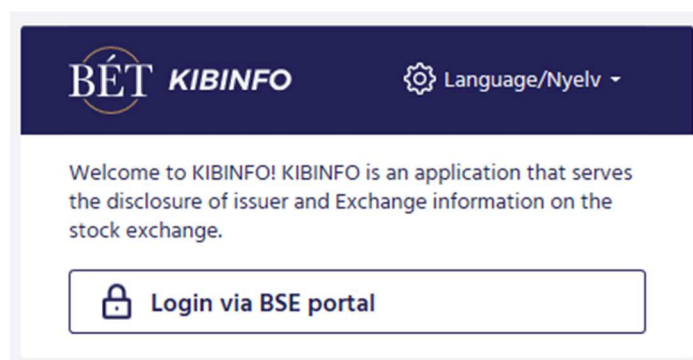 BÉT KIBINFO Language/Nyelv
Welcome to KIBINFO! KIBINFO is an application that serves
the disclosure of issuer and Exchange information on the
stock exchange.
Login via BSE portal